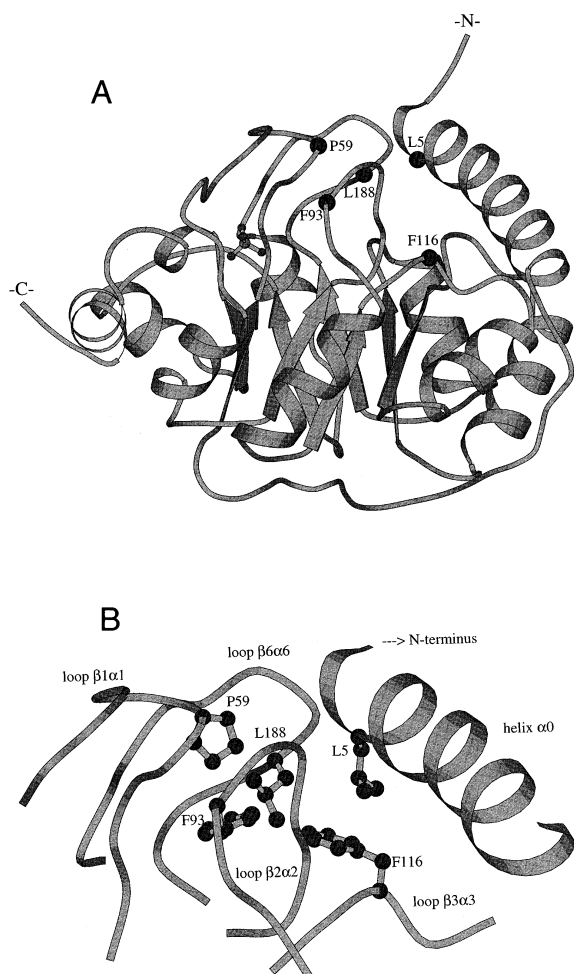 -N-
A
L5
P59
L188
F93
F116
-C-
B
---> N-terminus
loop β6α6
loop β1α1
P59
helix α0
L188
L5
F93
F116
loop β2α2
loop β3α3